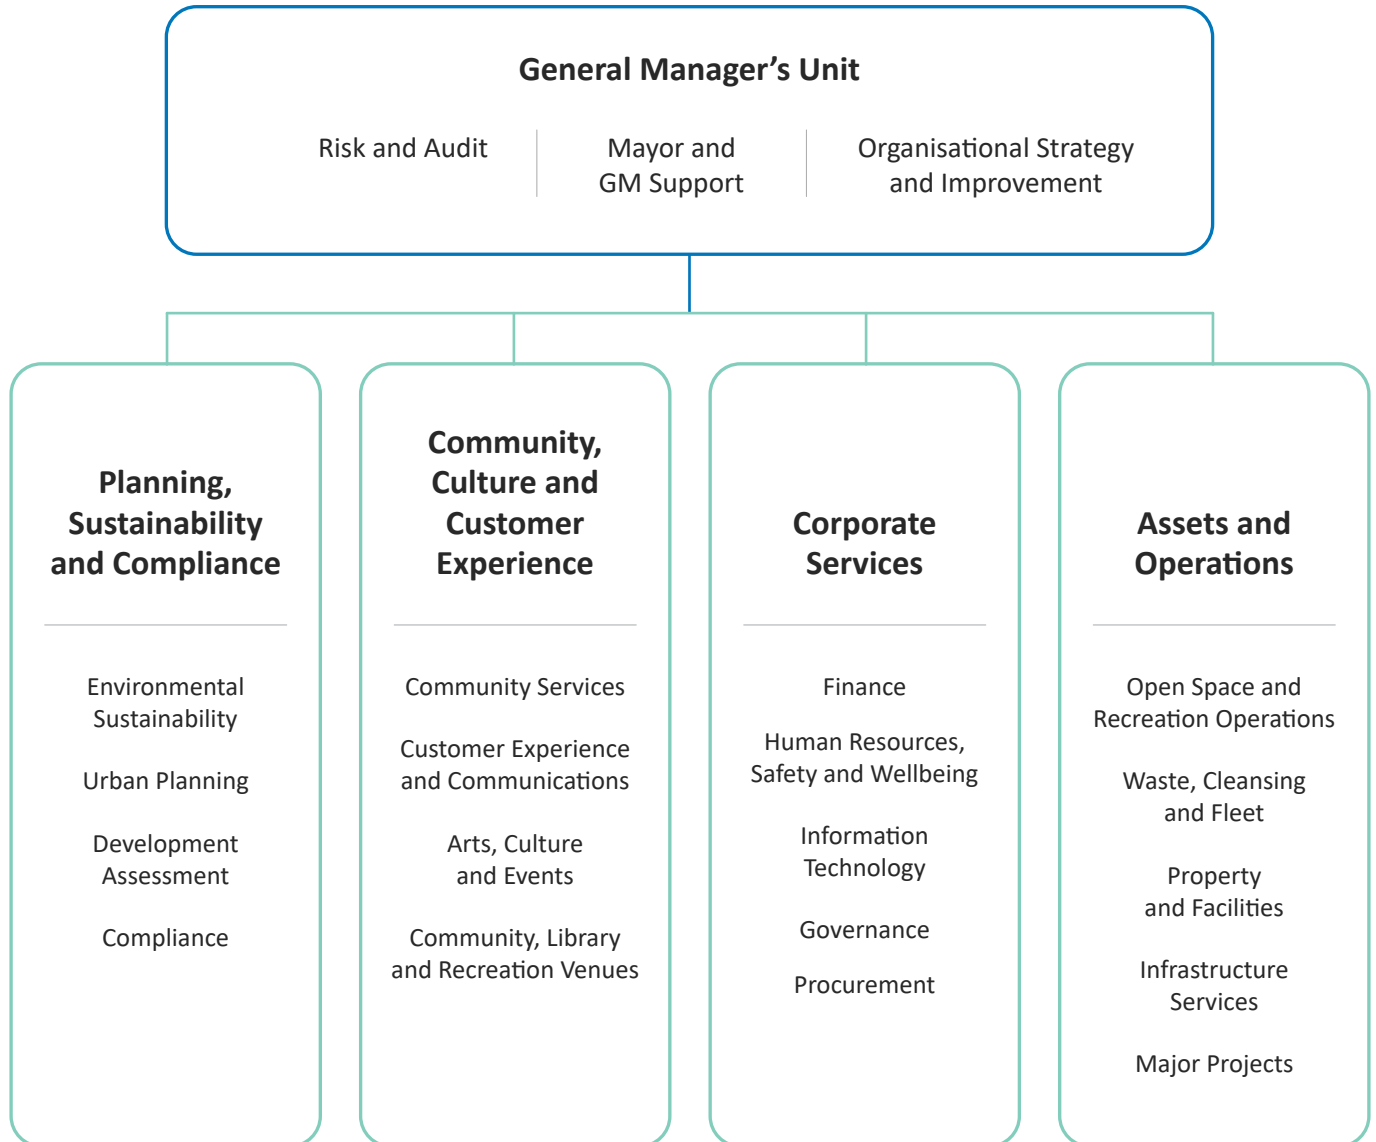 General Manager’s Unit
Risk and Audit
Mayor and
GM Support
Organisational Strategy
and Improvement
Planning,
Sustainability
and Compliance
Environmental
Sustainability
Urban Planning
Development
Assessment
Compliance
Community,
Culture and
Customer
Experience
Community Services
Customer Experience
and Communications
Arts, Culture
and Events
Community, Library
and Recreation Venues
Corporate
Services
Finance
Human Resources,
Safety and Wellbeing
Information
Technology
Governance
Procurement
Assets and
Operations
Open Space and
Recreation Operations
Waste, Cleansing
and Fleet
Property
and Facilities
Infrastructure
Services
Major Projects